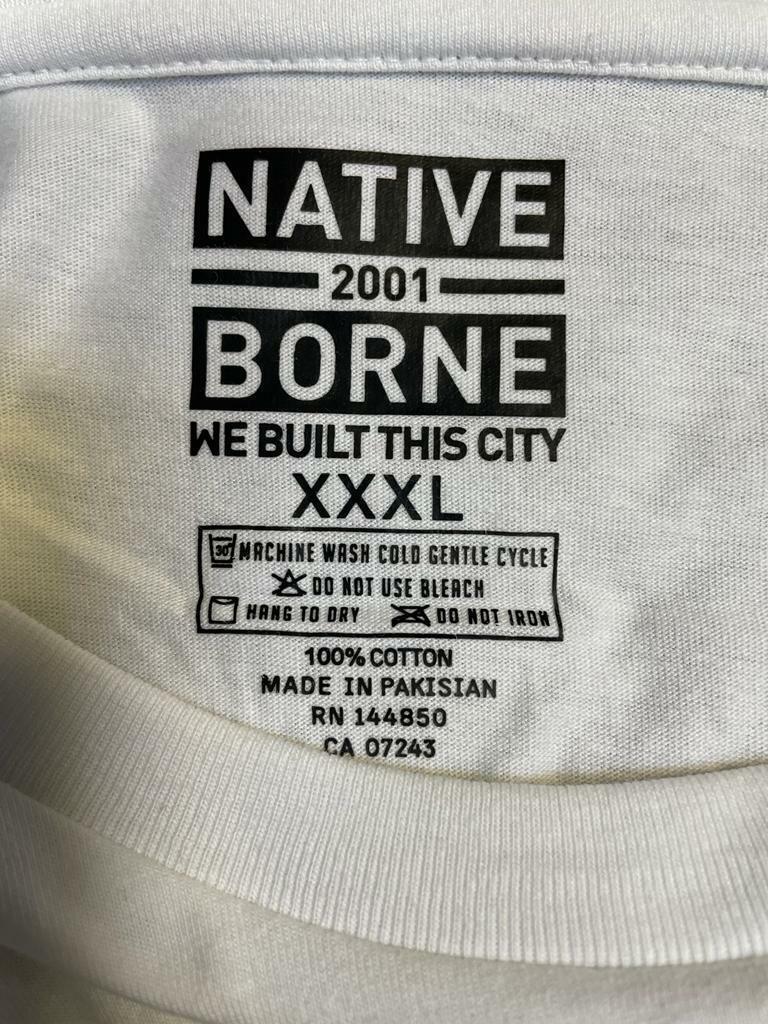 NATIVE
2001
BORNE
WE BUILT THIS CITY
XXXL
30° MACHINE WASH COLD GENTLE CYCLE
DO NOT USE BLEACH
HANG TO DRY DO NOT IRON
100% COTTON
MADE IN PAKISIAN
RN 144850
CA 07243